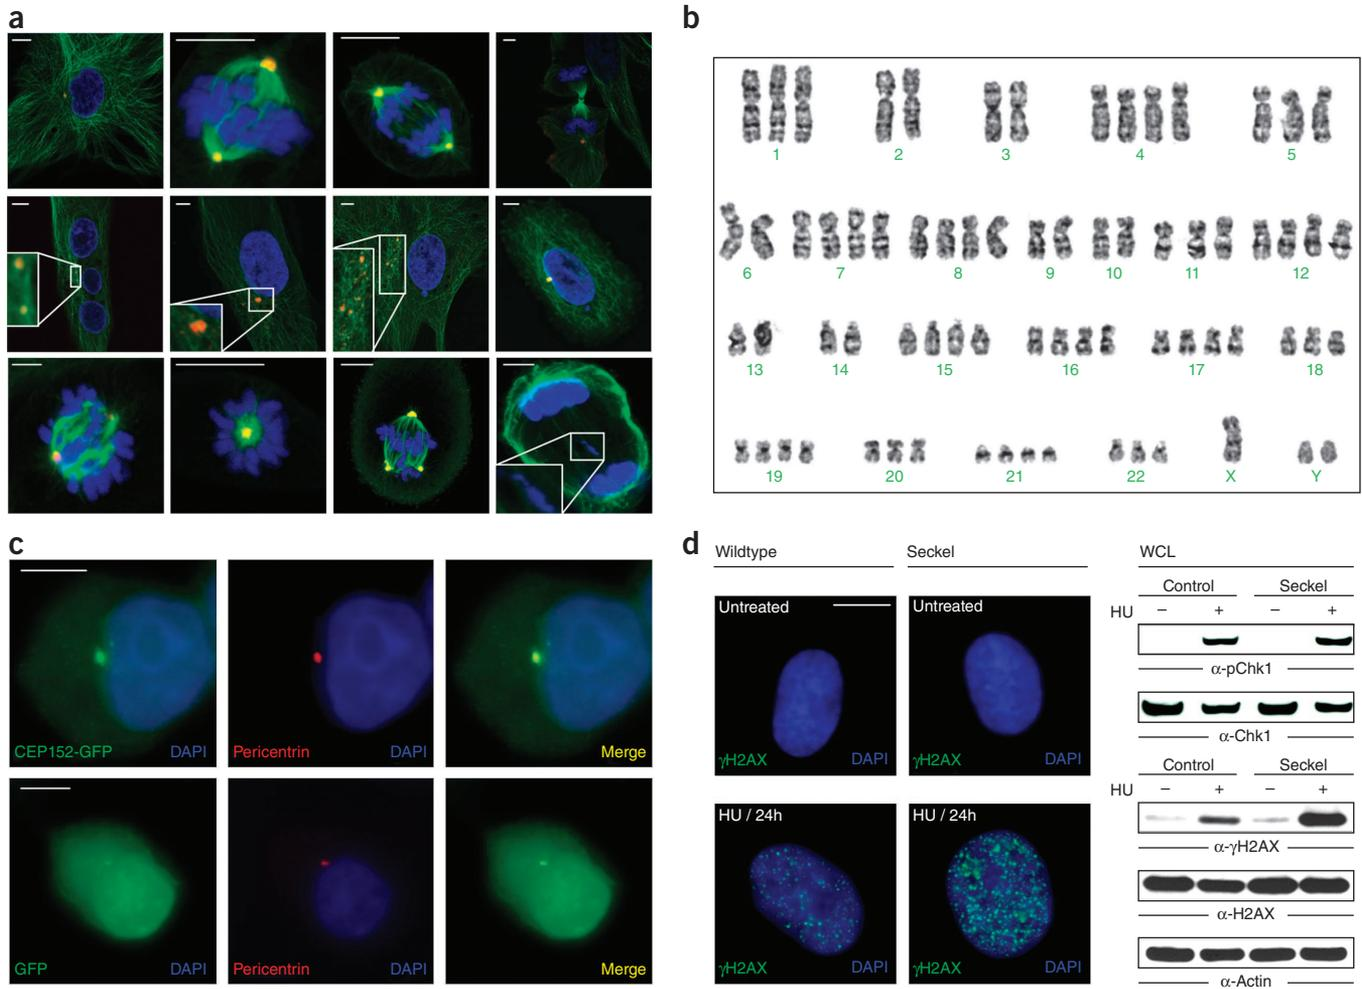 a
b
1 2 3 4 5
6 7 8 9 10 11 12
13 14 15 16 17 18
19 20 21 22 X Y
c
CEP152-GFP DAPI Pericentrin DAPI Merge
GFP DAPI Pericentrin DAPI Merge
d
Wildtype Seckel
Untreated Untreated
γH2AX DAPI γH2AX DAPI
HU / 24h HU / 24h
γH2AX DAPI γH2AX DAPI
WCL
Control Seckel
HU – + – +
α-pChk1
α-Chk1
Control Seckel
HU – + – +
α-γH2AX
α-H2AX
α-Actin